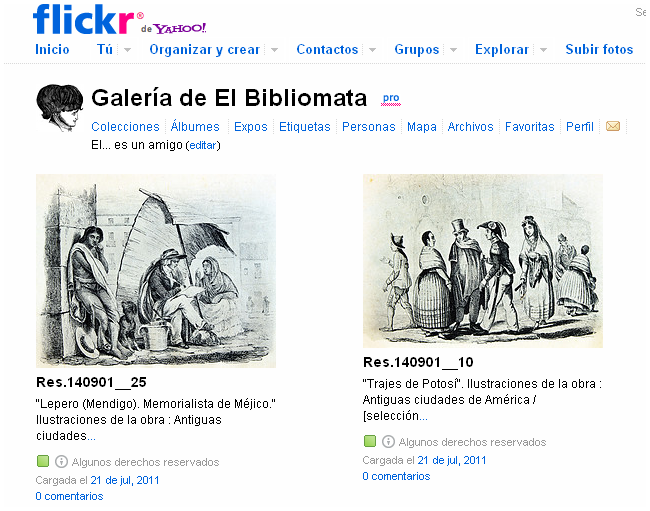 flickr® de YAHOO!
Se
Inicio Tú Organizar y crear Contactos Grupos Explorar Subir fotos
Galería de El Bibliomata pro
Colecciones Álbumes Expos Etiquetas Personas Mapa Archivos Favoritas Perfil
El... es un amigo (editar)
Res.140901__25
"Lepero (Mendigo). Memorialista de Méjico."
Ilustraciones de la obra : Antiguas
ciudades...
Algunos derechos reservados
Cargada el 21 de jul, 2011
0 comentarios
Res.140901__10
"Trajes de Potosí". Ilustraciones de la obra :
Antiguas ciudades de América /
[selección...
Algunos derechos reservados
Cargada el 21 de jul, 2011
0 comentarios